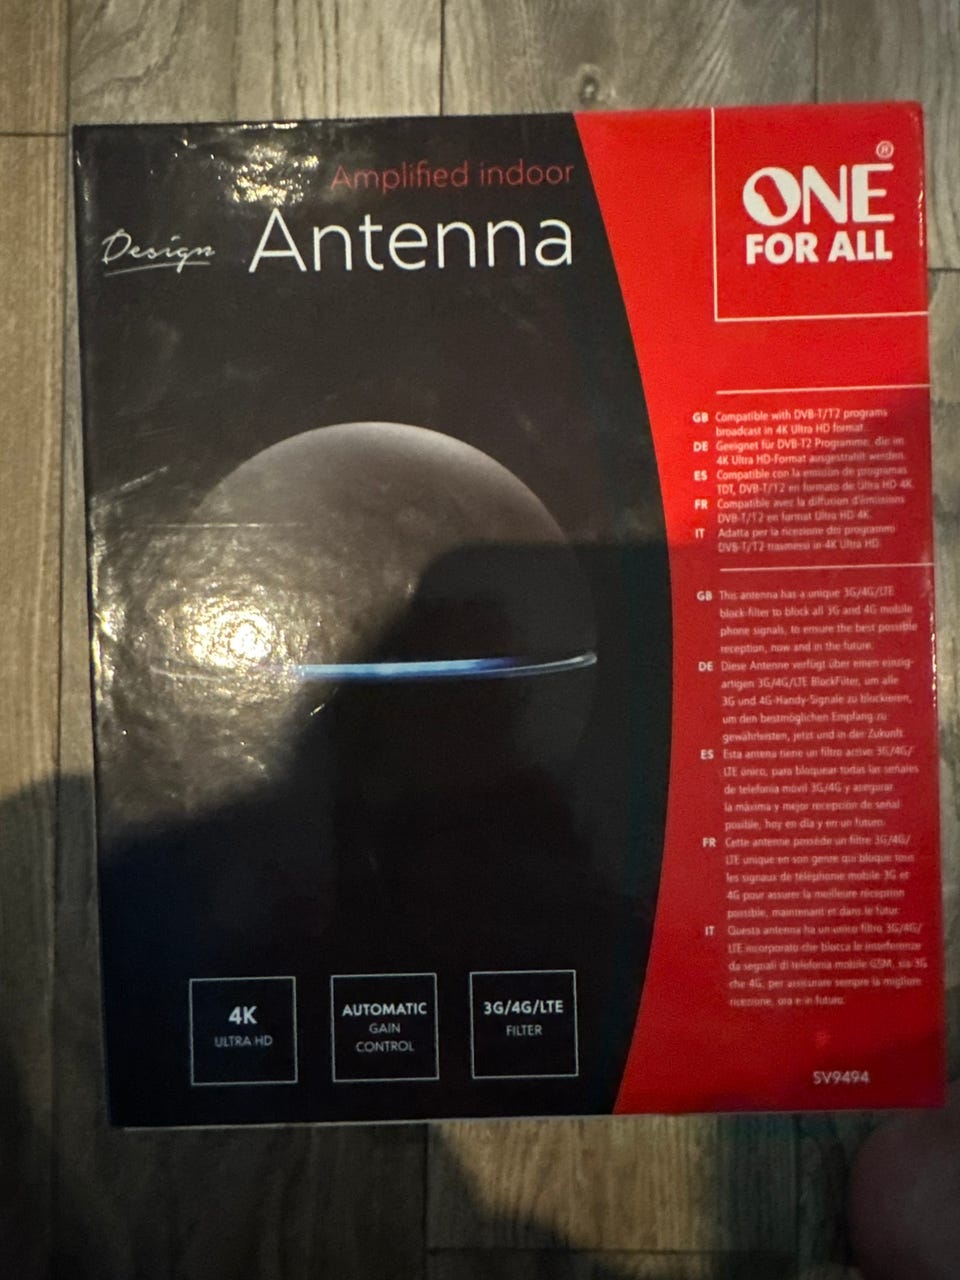 Amplified indoor
Design
Antenna
ONE®
FOR ALL
GB Compatible with DVB-T/T2 programs
broadcast in 4K Ultra HD format.
DE Geeignet für DVB-T2 Programme, die im
4K Ultra HD-Format ausgestrahlt werden.
ES Compatible con la emisión de programas
TDT, DVB-T/T2 en formato de Ultra HD 4K.
FR Compatible avec la diffusion d'émissions
DVB-T/T2 en format Ultra HD 4K.
IT Adatta per la ricezione dei programmi
DVB-T/T2 trasmessi in 4K Ultra HD.
GB This antenna has a unique 3G/4G/LTE
block-filter to block all 3G and 4G mobile
phone signals, to ensure the best possible
reception, now and in the future.
DE Diese Antenne verfügt über einen einzig-
artigen 3G/4G/LTE BlockFilter, um alle
3G und 4G-Handy-Signale zu blockieren,
um den bestmöglichen Empfang zu
gewährleisten, jetzt und in der Zukunft.
ES Esta antena tiene un filtro activo 3G/4G/
LTE único, para bloquear todas las señales
de telefonía móvil 3G/4G y asegurar
la máxima y mejor recepción de señal
posible, hoy en día y en un futuro.
FR Cette antenne possède un filtre 3G/4G/
LTE unique en son genre qui bloque tous
les signaux de téléphonie mobile 3G et
4G pour assurer la meilleure réception
possible, maintenant et dans le futur.
IT Questa antenna ha un unico filtro 3G/4G/
LTE incorporato che blocca le interferenze
da segnali di telefonia mobile GSM, sia 3G
che 4G, per assicurare sempre la migliore
ricezione, ora e in futuro.
4K
ULTRA HD
AUTOMATIC
GAIN
CONTROL
3G/4G/LTE
FILTER
SV9494